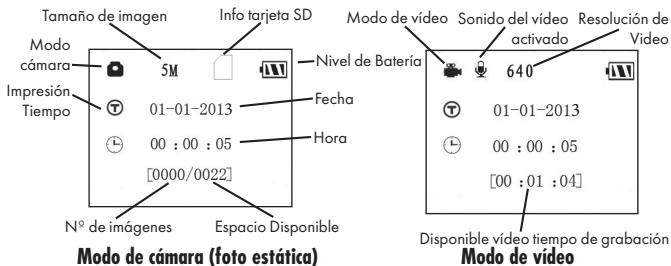 Tamaño de imagen
Info tarjeta SD
Modo cámara
5M
Nivel de Batería
Impresión Tiempo
T
01-01-2013
Fecha
00 : 00 : 05
Hora
[0000/0022]
Nº de imágenes
Espacio Disponible
Modo de cámara (foto estática)
Modo de vídeo
Sonido del vídeo activado
Resolución de Video
640
T
01-01-2013
00 : 00 : 05
[00 :01 :04]
Disponible vídeo tiempo de grabación
Modo de vídeo